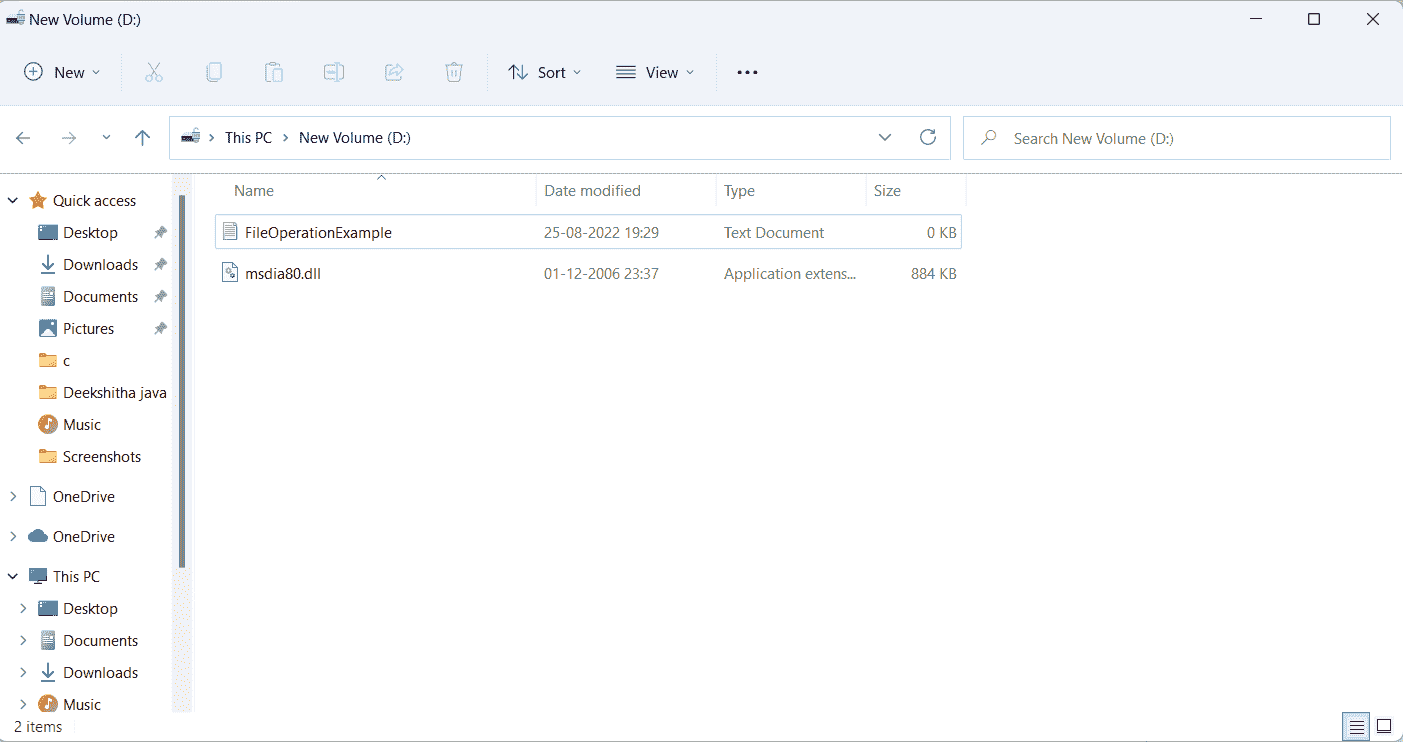 New Volume (D:)
New Sort View
This PC New Volume (D:) Search New Volume (D:)
Quick access
Desktop
Downloads
Documents
Pictures
c
Deekshitha java
Music
Screenshots
OneDrive
OneDrive
This PC
Desktop
Documents
Downloads
Music
Name Date modified Type Size
FileOperationExample 25-08-2022 19:29 Text Document 0 KB
msdia80.dll 01-12-2006 23:37 Application extens... 884 KB
2 items